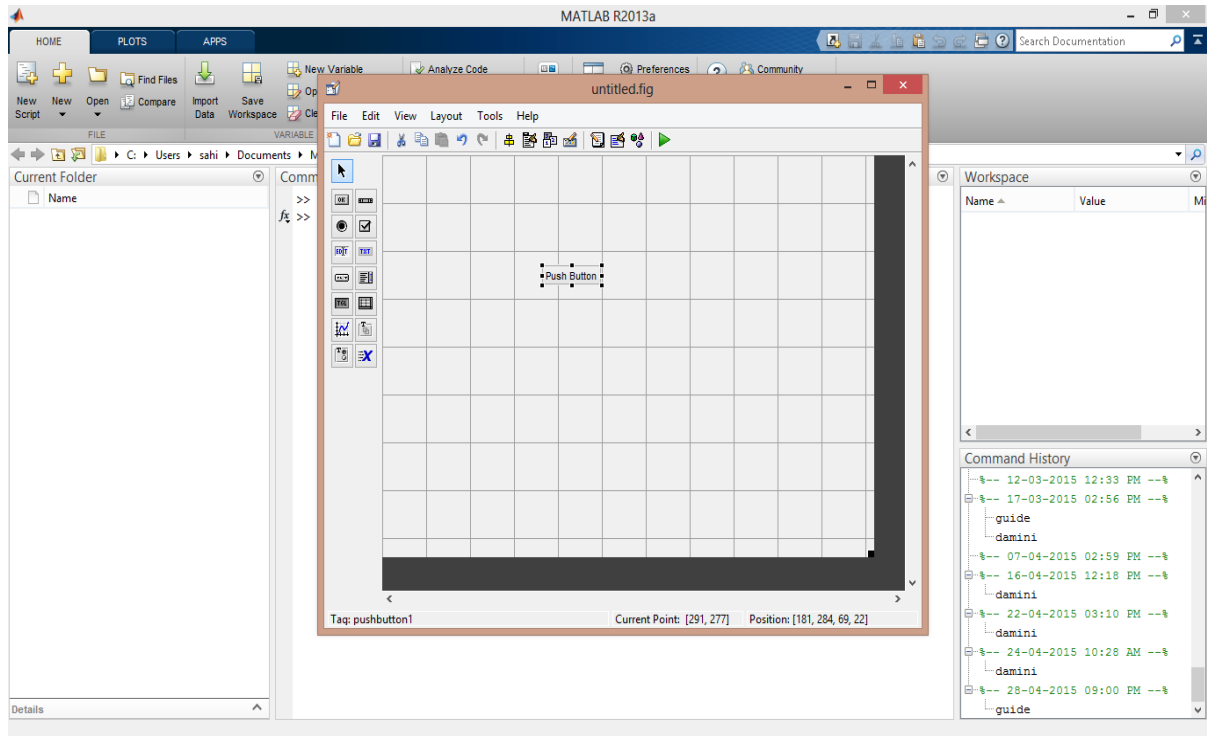 MATLAB R2013a
HOME PLOTS APPS
Search Documentation
New Script
New
Open
Find Files
Compare
Import Data
Save Workspace
New Variable
Analyze Code
Preferences
Community
FILE
VARIABLE
C: Users sahi Documents
Current Folder
Name
Details
>>
fx >>
untitled.fig
File Edit View Layout Tools Help
OK
EDIT TXT
TGL
Push Button
Tag: pushbutton1
Current Point: [291, 277]
Position: [181, 284, 69, 22]
Workspace
Name Value
Command History
%-- 12-03-2015 12:33 PM --%
%-- 17-03-2015 02:56 PM --%
guide
damini
%-- 07-04-2015 02:59 PM --%
%-- 16-04-2015 12:18 PM --%
damini
%-- 22-04-2015 03:10 PM --%
damini
%-- 24-04-2015 10:28 AM --%
damini
%-- 28-04-2015 09:00 PM --%
guide